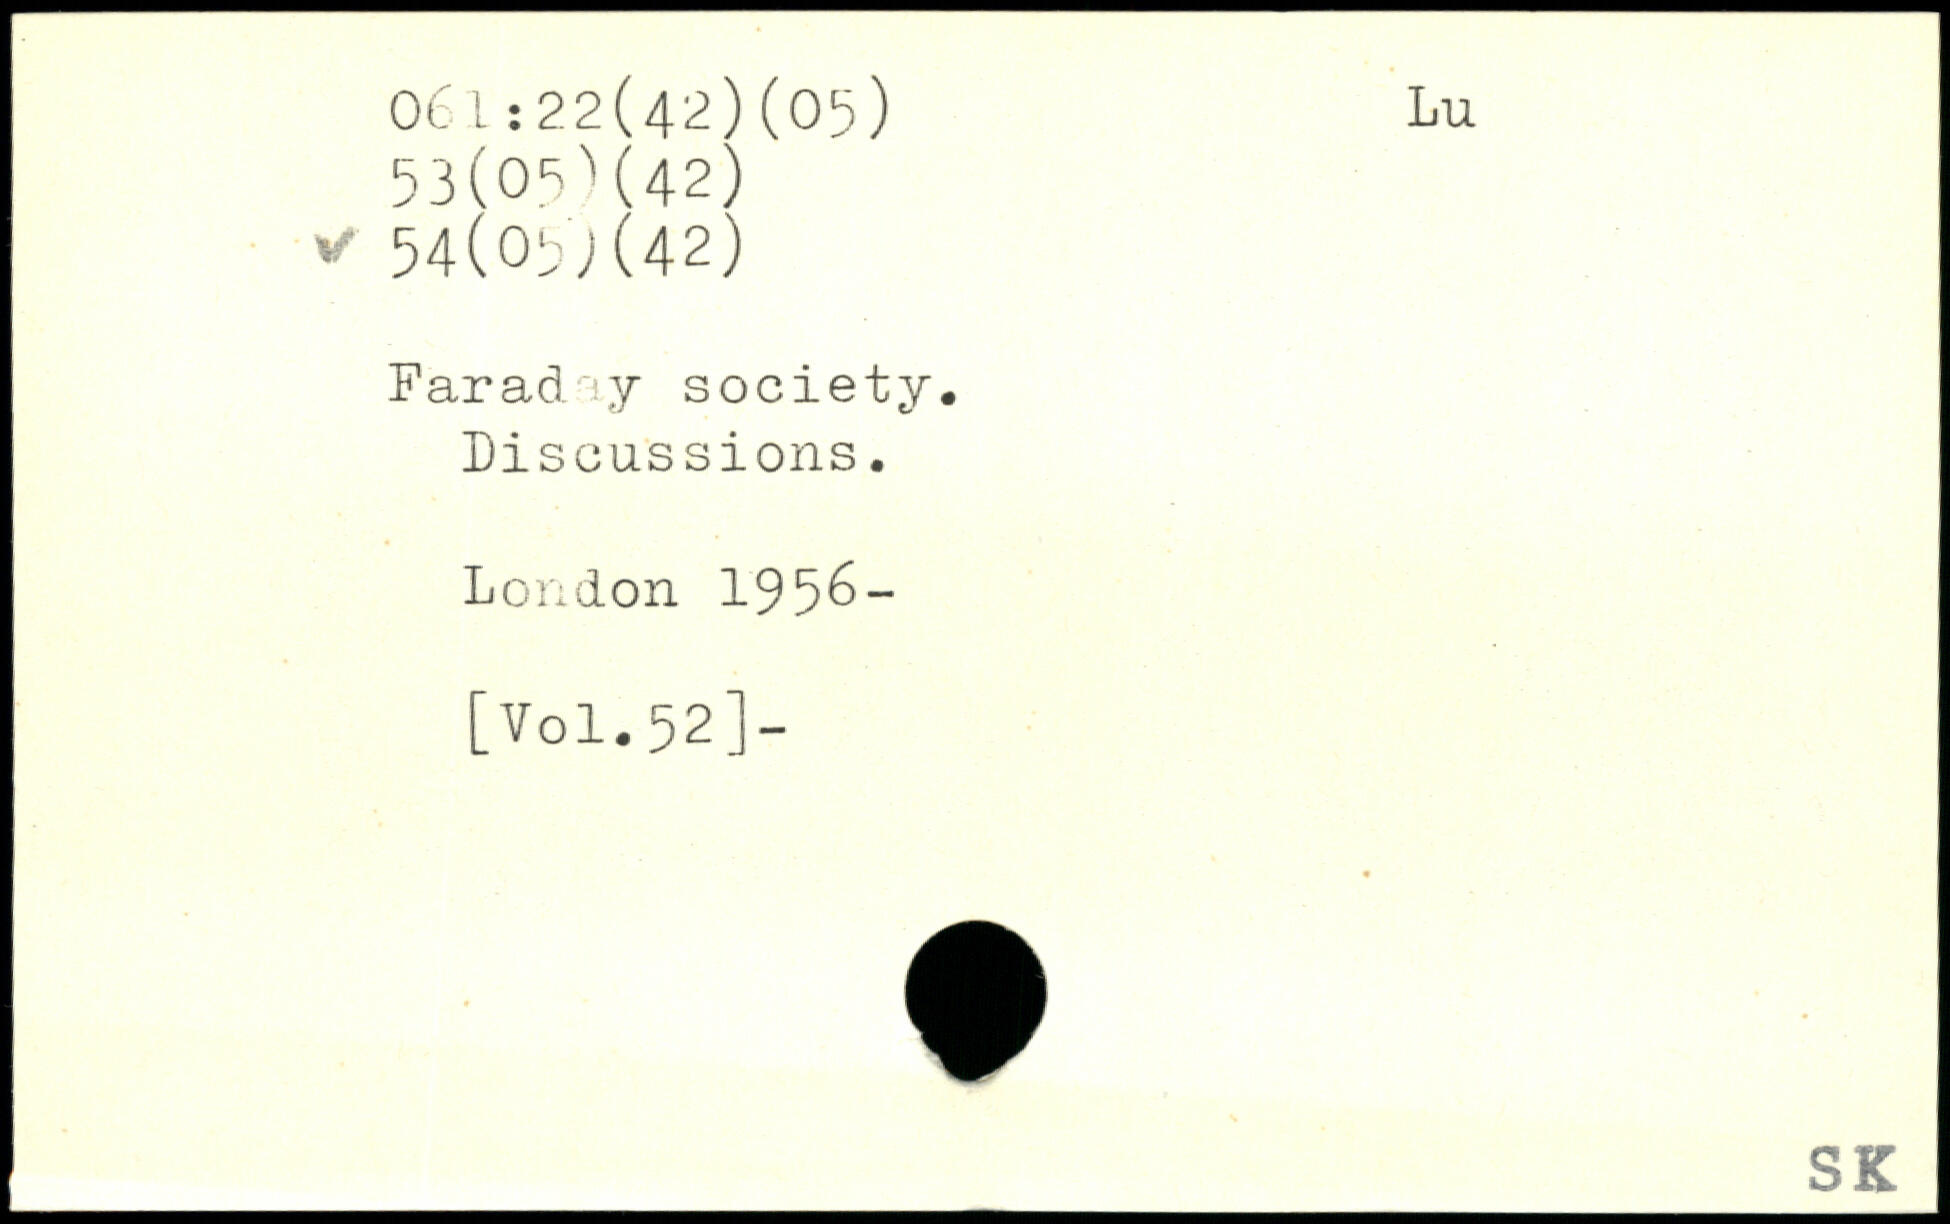 061:22(42)(05) Lu
53(05)(42)
✓ 54(05)(42)
Faraday society.
Discussions.
London 1956-
[Vol.52]-
SK